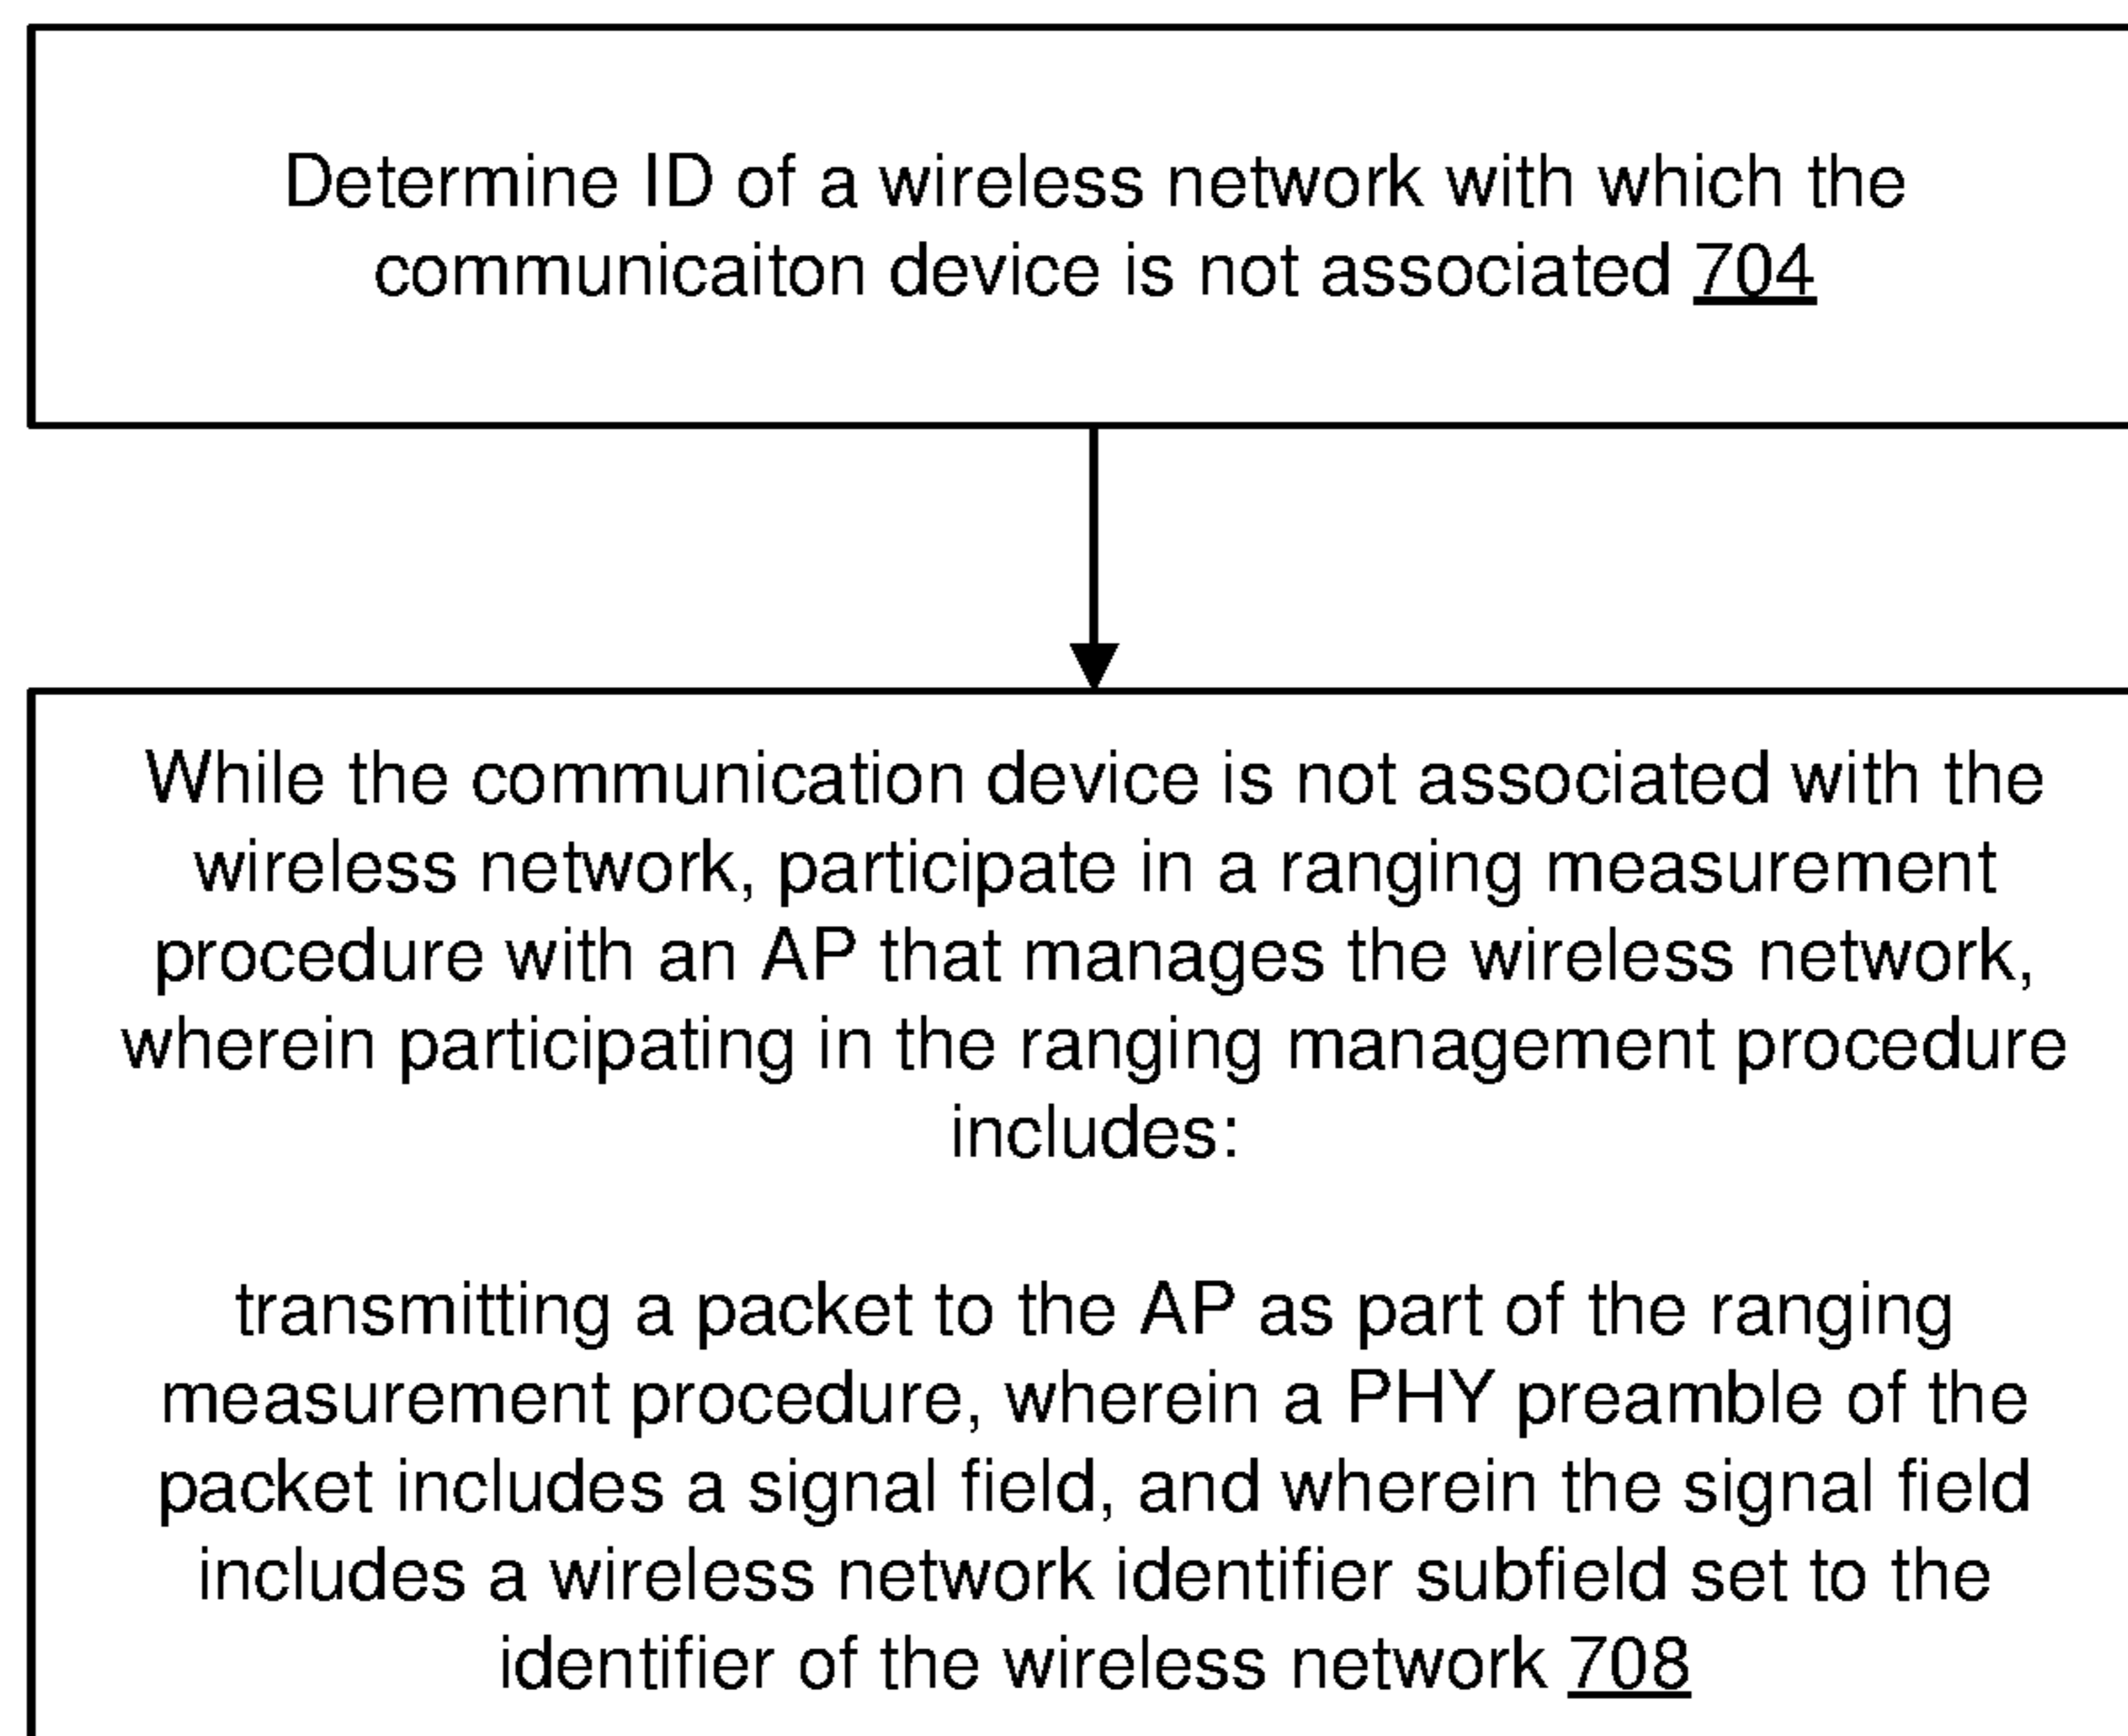 Determine ID of a wireless network with which the
communicaiton device is not associated 704
While the communication device is not associated with the
wireless network, participate in a ranging measurement
procedure with an AP that manages the wireless network,
wherein participating in the ranging management procedure
includes:
transmitting a packet to the AP as part of the ranging
measurement procedure, wherein a PHY preamble of the
packet includes a signal field, and wherein the signal field
includes a wireless network identifier subfield set to the
identifier of the wireless network 708